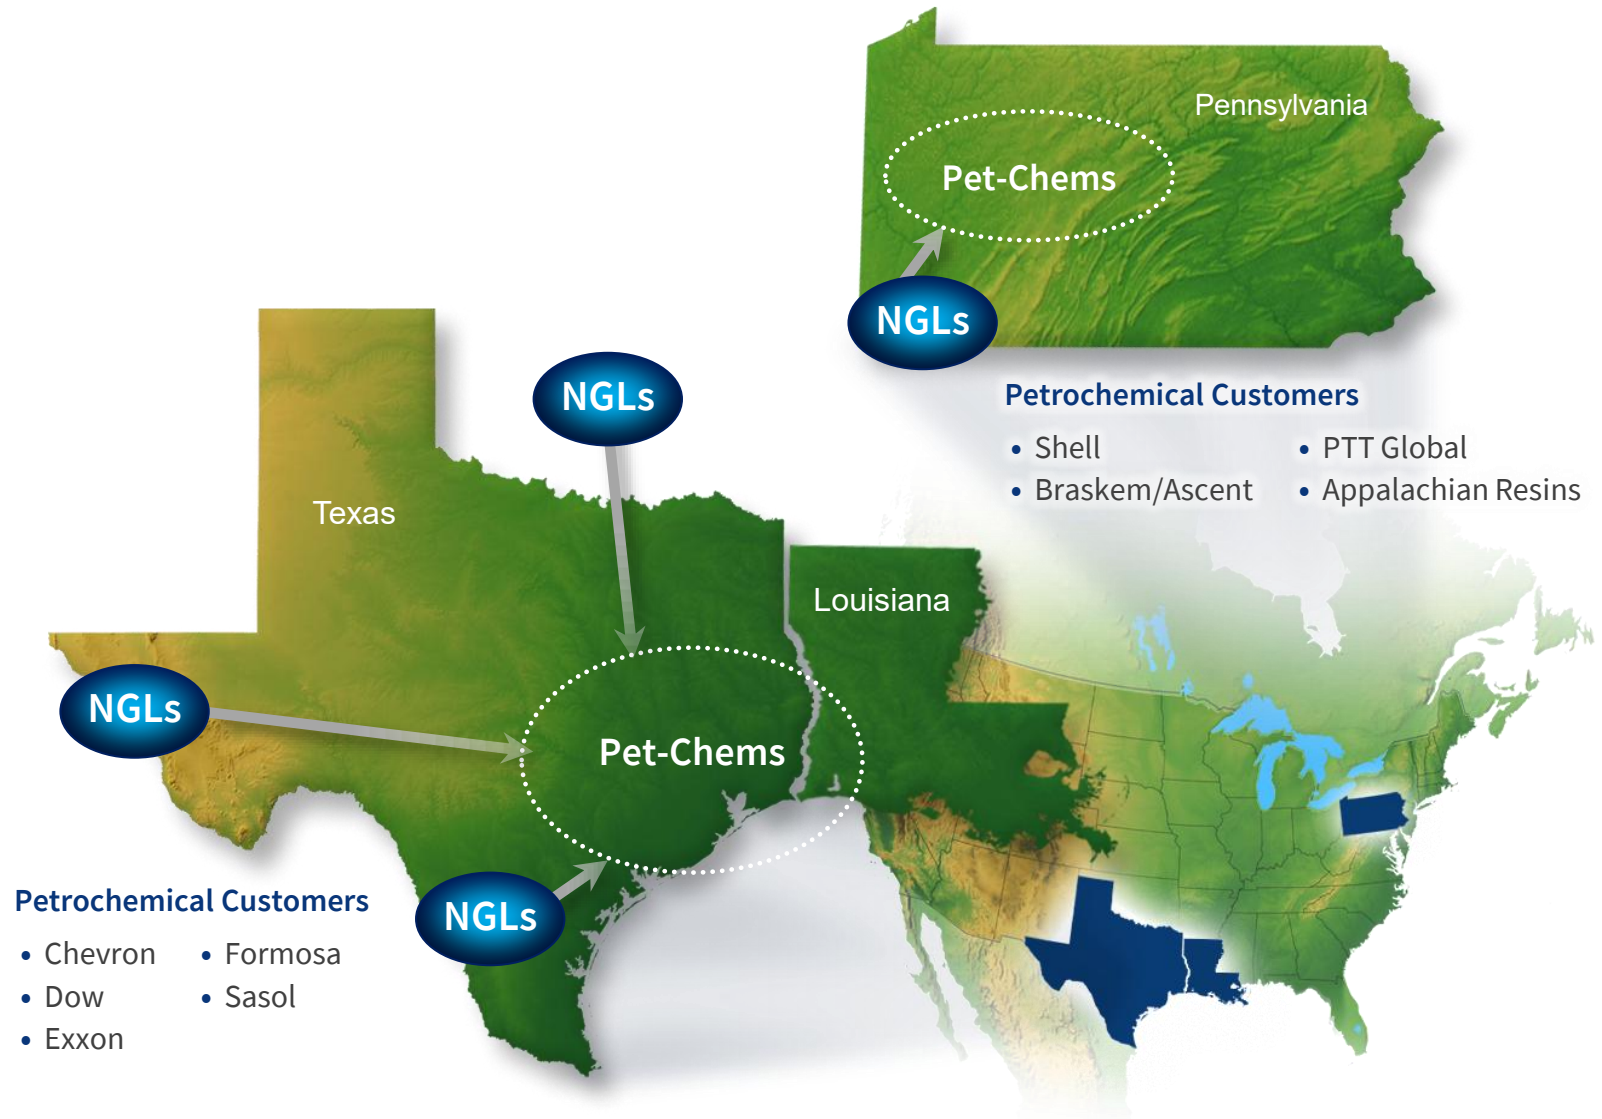 Pennsylvania
Pet-Chems
NGLs
Petrochemical Customers
• Shell
• Braskem/Ascent
• PTT Global
• Appalachian Resins
NGLs
Texas
Louisiana
NGLs
Pet-Chems
NGLs
Petrochemical Customers
• Chevron
• Dow
• Exxon
• Formosa
• Sasol